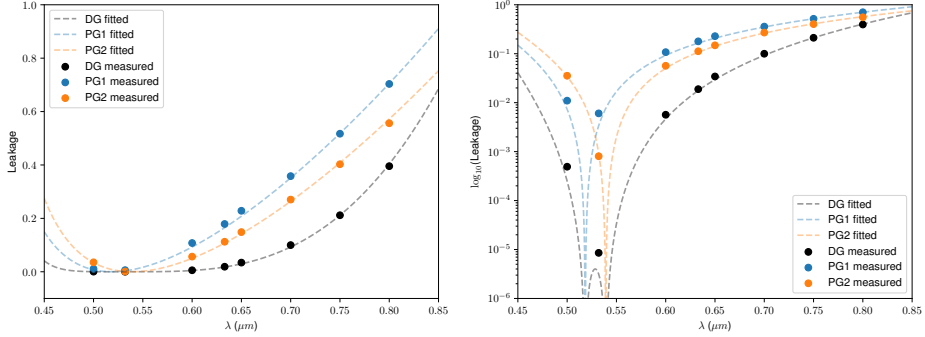 DG fitted
PG1 fitted
PG2 fitted
DG measured
PG1 measured
PG2 measured
Leakage
1.0
0.8
0.6
0.4
0.2
0.0
0.45 0.50 0.55 0.60 0.65 0.70 0.75 0.80 0.85
λ (μm)
log₁₀(Leakage)
10⁰
10⁻¹
10⁻²
10⁻³
10⁻⁴
10⁻⁵
10⁻⁶
DG fitted
PG1 fitted
PG2 fitted
DG measured
PG1 measured
PG2 measured
0.45 0.50 0.55 0.60 0.65 0.70 0.75 0.80 0.85
λ (μm)